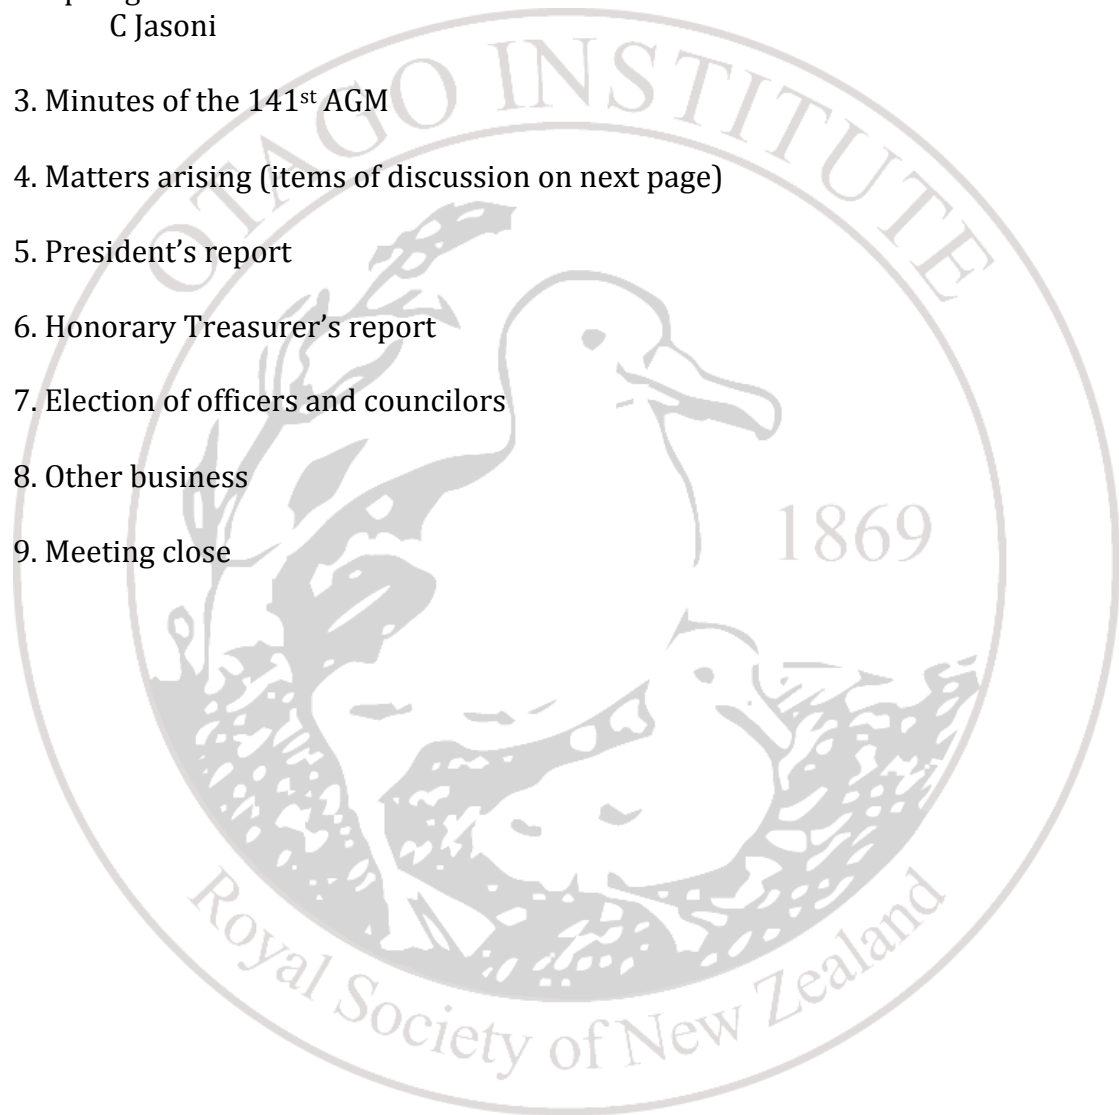 C Jasoni
3. Minutes of the 141st AGM
4. Matters arising (items of discussion on next page)
5. President’s report
6. Honorary Treasurer’s report
7. Election of officers and councilors
8. Other business
9. Meeting close
OTAGO INSTITUTE
1869
Royal Society of New Zealand